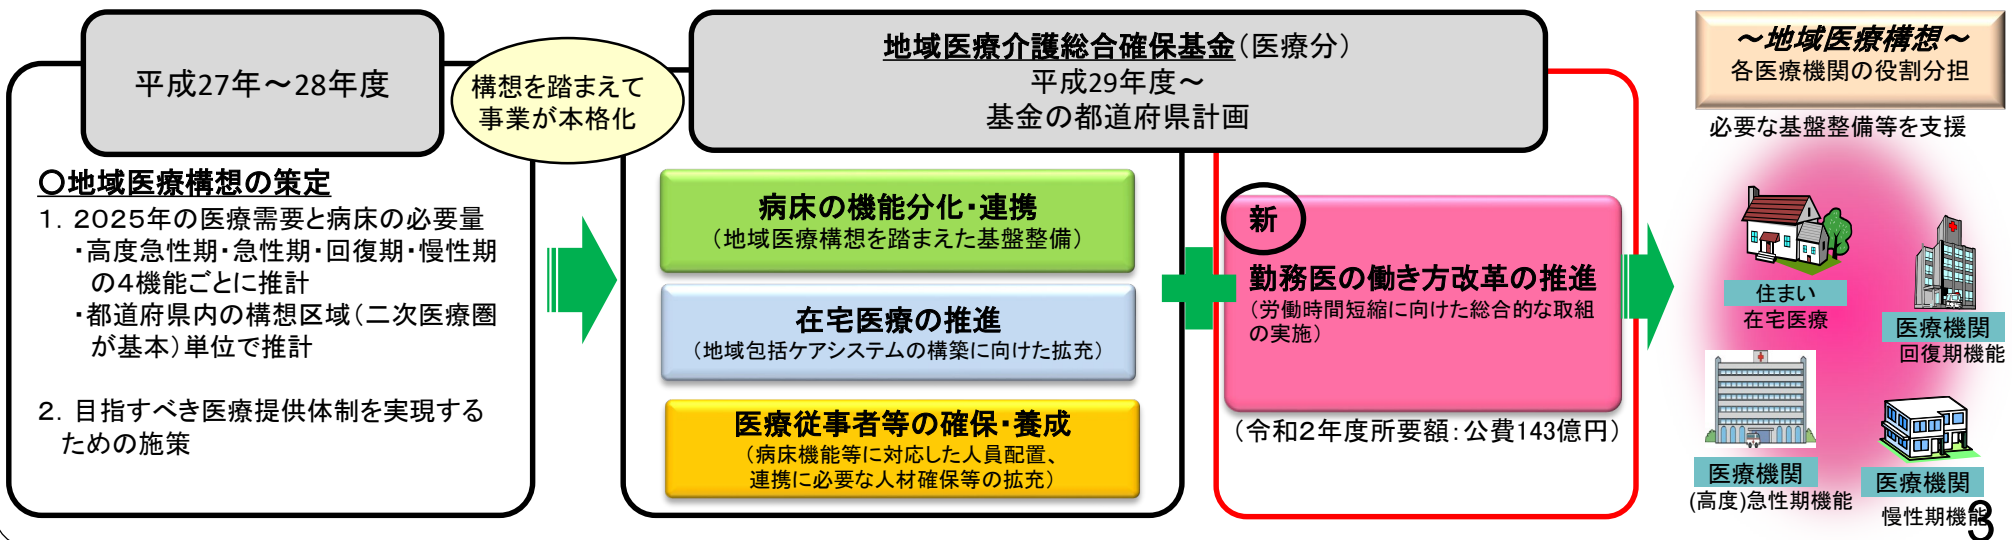 平成27年～28年度
○地域医療構想の策定
1．2025年の医療需要と病床の必要量
・高度急性期・急性期・回復期・慢性期
の4機能ごとに推計
・都道府県内の構想区域（二次医療圏
が基本）単位で推計
2．目指すべき医療提供体制を実現する
ための施策
構想を踏まえて
事業が本格化
地域医療介護総合確保基金（医療分）
平成29年度～
基金の都道府県計画
病床の機能分化・連携
（地域医療構想を踏まえた基盤整備）
在宅医療の推進
（地域包括ケアシステムの構築に向けた拡充）
医療従事者等の確保・養成
（病床機能等に対応した人員配置、
連携に必要な人材確保等の拡充）
新
勤務医の働き方改革の推進
（労働時間短縮に向けた総合的な取組
の実施）
（令和2年度所要額：公費143億円）
～地域医療構想～
各医療機関の役割分担
必要な基盤整備等を支援
住まい
在宅医療
医療機関
回復期機能
医療機関
(高度)急性期機能
医療機関
慢性期機能
3